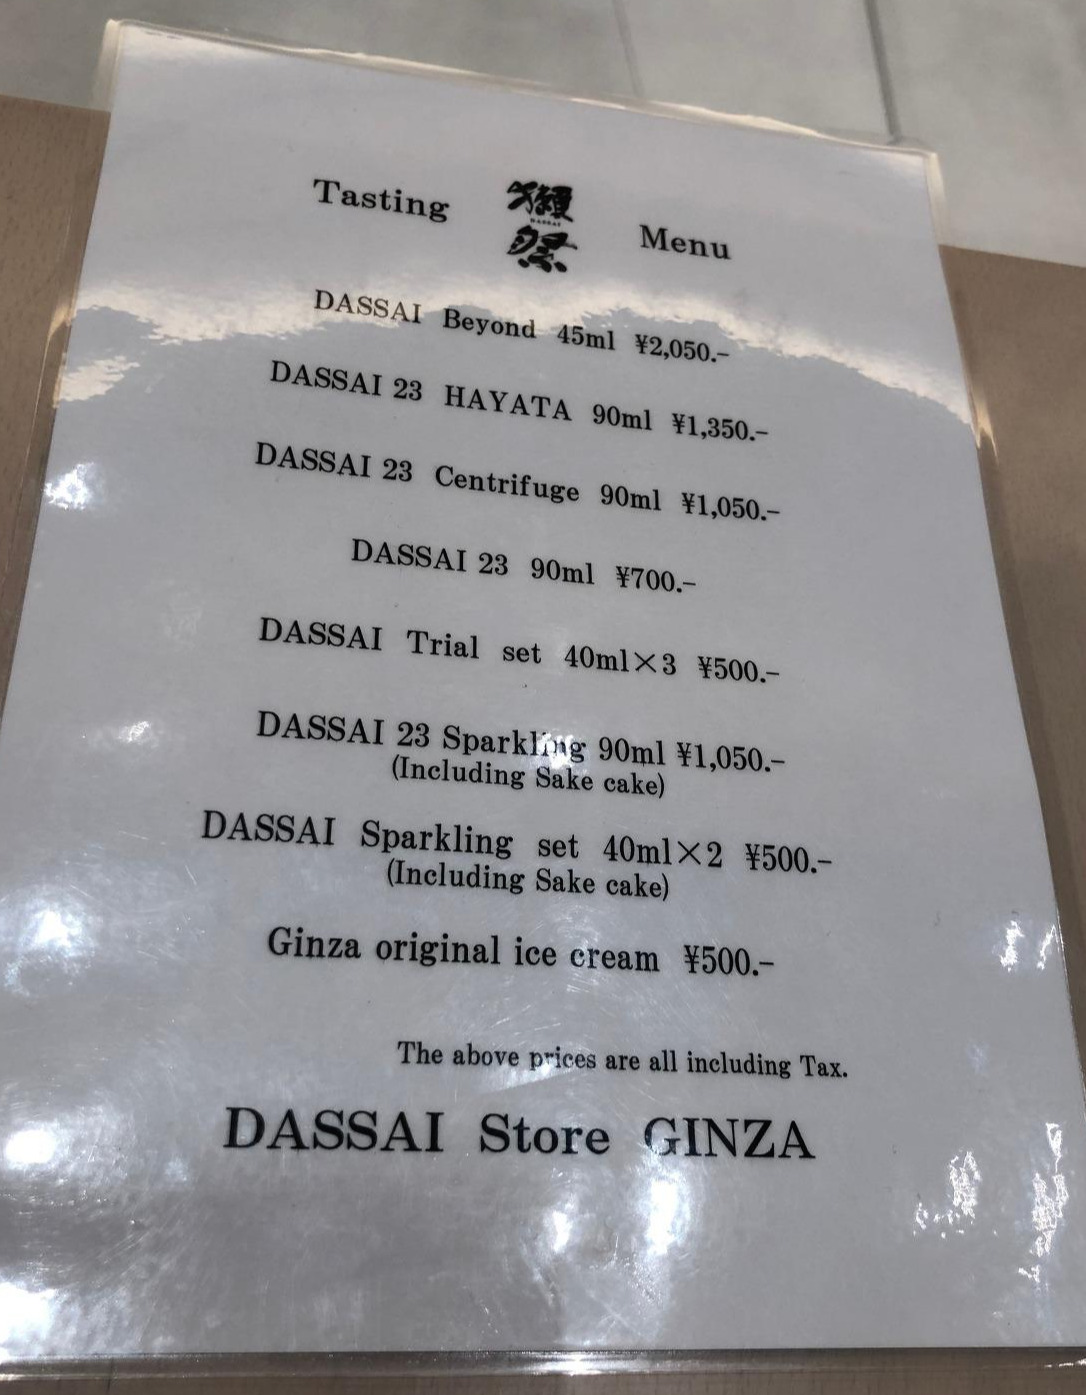 Tasting 獺祭 Menu
DASSAI
DASSAI Beyond 45ml ¥2,050.-
DASSAI 23 HAYATA 90ml ¥1,350.-
DASSAI 23 Centrifuge 90ml ¥1,050.-
DASSAI 23 90ml ¥700.-
DASSAI Trial set 40ml×3 ¥500.-
DASSAI 23 Sparkling 90ml ¥1,050.-
(Including Sake cake)
DASSAI Sparkling set 40ml×2 ¥500.-
(Including Sake cake)
Ginza original ice cream ¥500.-
The above prices are all including Tax.
DASSAI Store GINZA